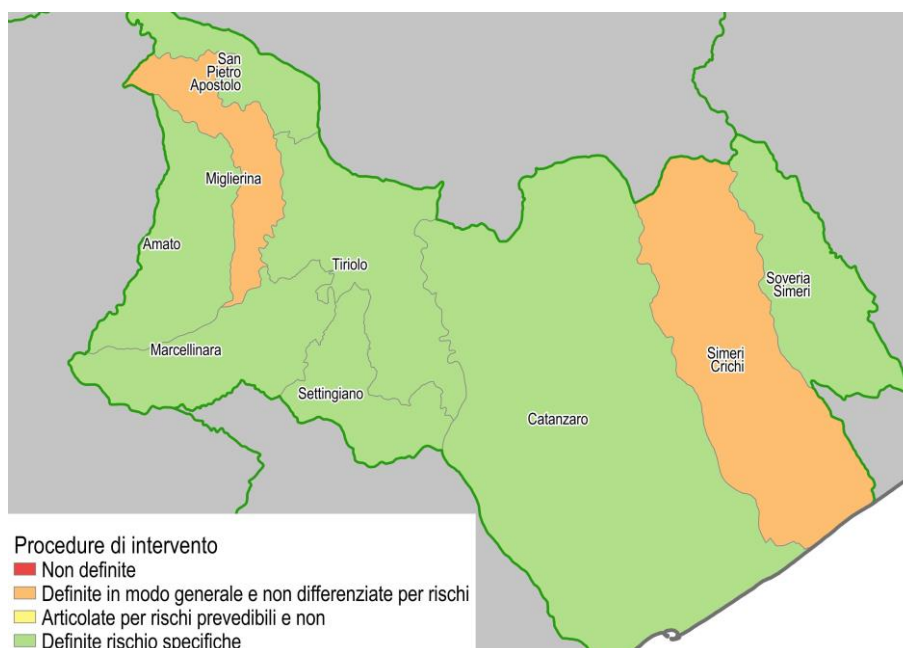 San
Pietro
Apostolo
Miglierina
Amato
Tiriolo
Soveria
Simeri
Marcellinara
Simeri
Crichi
Settingiano
Catanzaro
Procedure di intervento
Non definite
Definite in modo generale e non differenziate per rischi
Articolate per rischi prevedibili e non
Definite rischio specifiche